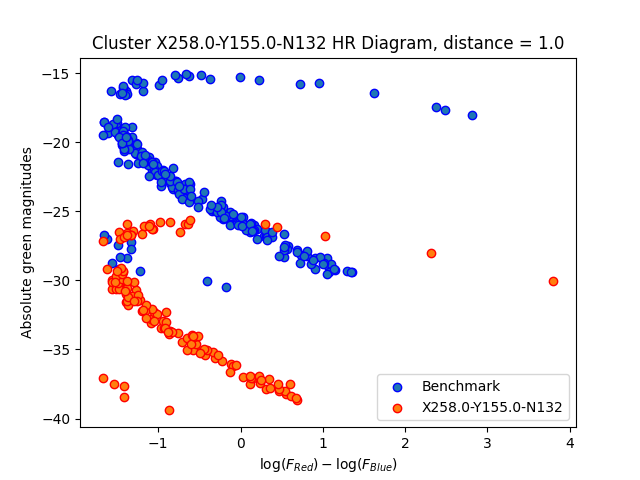 Cluster X258.0-Y155.0-N132 HR Diagram, distance = 1.0
Absolute green magnitudes
−15
−20
−25
−30
−35
−40
Benchmark
X258.0-Y155.0-N132
−1
0
1
2
3
4
log(F_Red) − log(F_Blue)